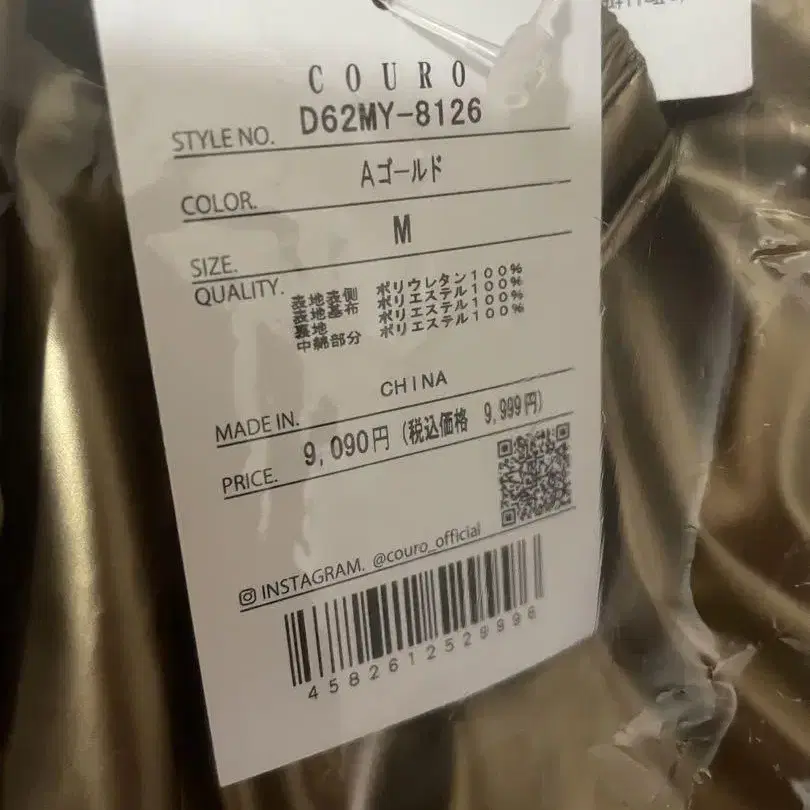 COURO
STYLE NO. D62MY-8126
COLOR. Aゴールド
SIZE. M
QUALITY. 表地表側 ポリウレタン100%
表地基布 ポリエステル100%
裏地 ポリエステル100%
中綿部分 ポリエステル100%
MADE IN. CHINA
PRICE. 9,090円 (税込価格 9,999円)
INSTAGRAM. @couro_official
4582612529996